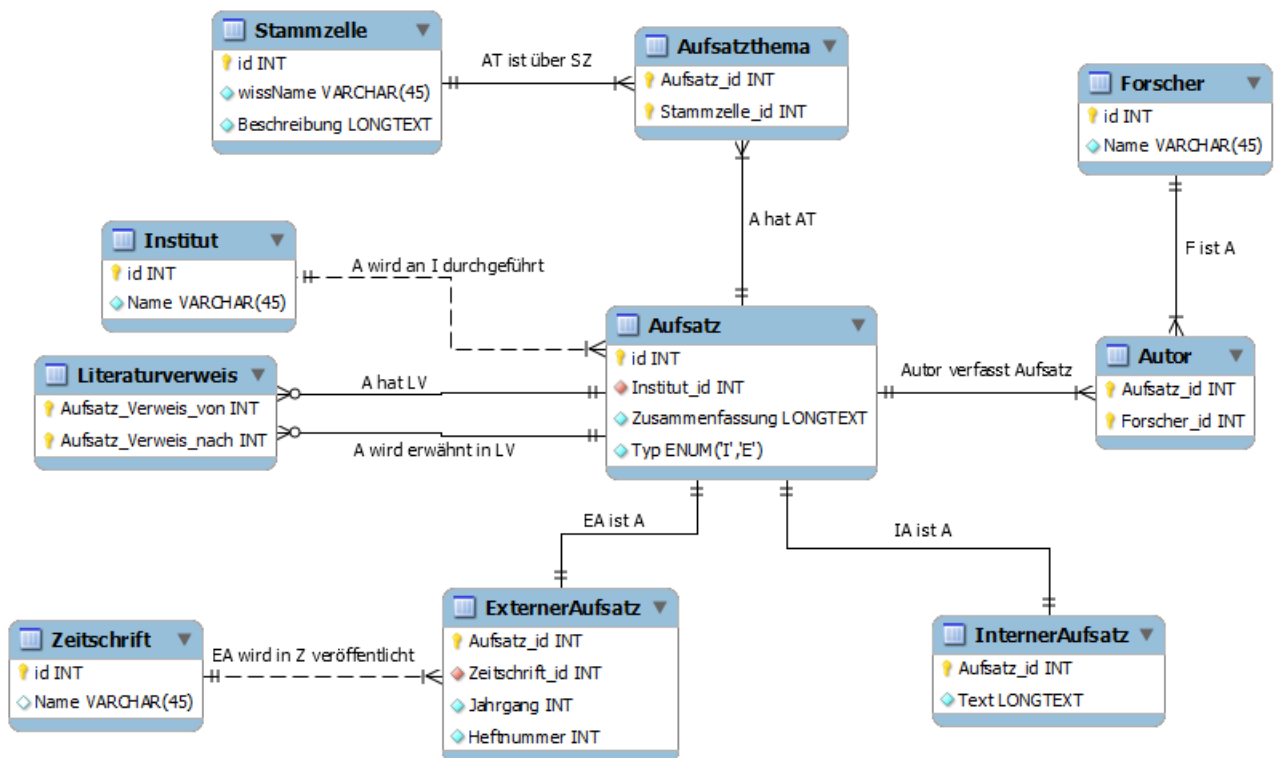 Stammzelle
id INT
wissName VARCHAR(45)
Beschreibung LONGTEXT
AT ist über SZ
Aufsatzthema
Aufsatz_id INT
Stammzelle_id INT
Forscher
id INT
Name VARCHAR(45)
A hat AT
F ist A
Institut
id INT
Name VARCHAR(45)
A wird an I durchgeführt
Aufsatz
id INT
Institut_id INT
Zusammenfassung LONGTEXT
Typ ENUM('I','E')
Autor verfasst Aufsatz
Autor
Aufsatz_id INT
Forscher_id INT
Literaturverweis
Aufsatz_Verweis_von INT
Aufsatz_Verweis_nach INT
A hat LV
A wird erwähnt in LV
EA ist A
IA ist A
Zeitschrift
id INT
Name VARCHAR(45)
EA wird in Z veröffentlicht
ExternerAufsatz
Aufsatz_id INT
Zeitschrift_id INT
Jahrgang INT
Heftnummer INT
InternerAufsatz
Aufsatz_id INT
Text LONGTEXT